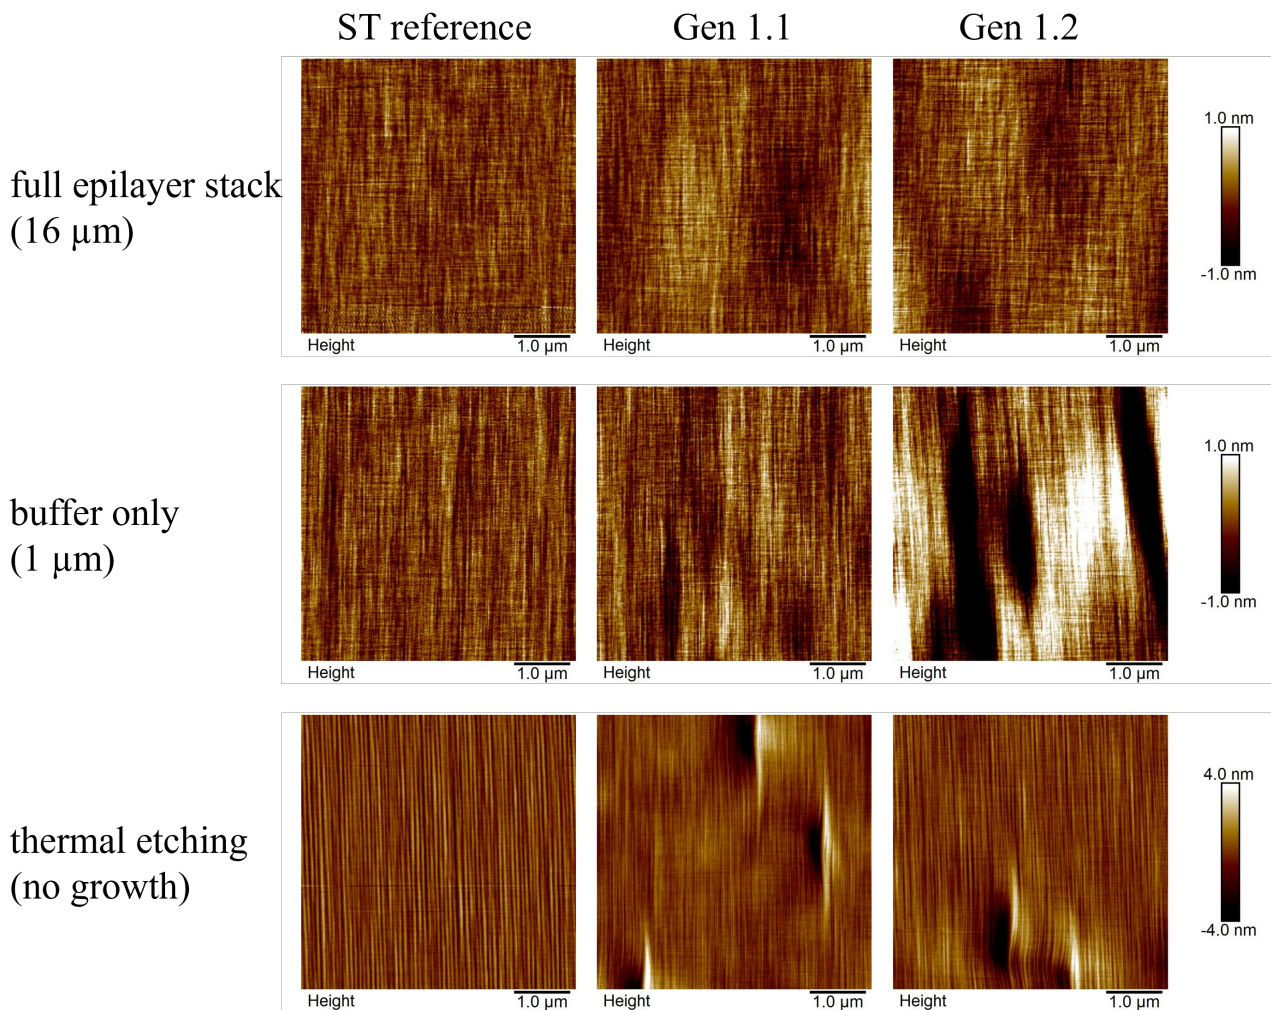 ST reference Gen 1.1 Gen 1.2
full epilayer stack
(16 µm)
1.0 nm
-1.0 nm
Height 1.0 µm Height 1.0 µm Height 1.0 µm
buffer only
(1 µm)
1.0 nm
-1.0 nm
Height 1.0 µm Height 1.0 µm Height 1.0 µm
thermal etching
(no growth)
4.0 nm
-4.0 nm
Height 1.0 µm Height 1.0 µm Height 1.0 µm